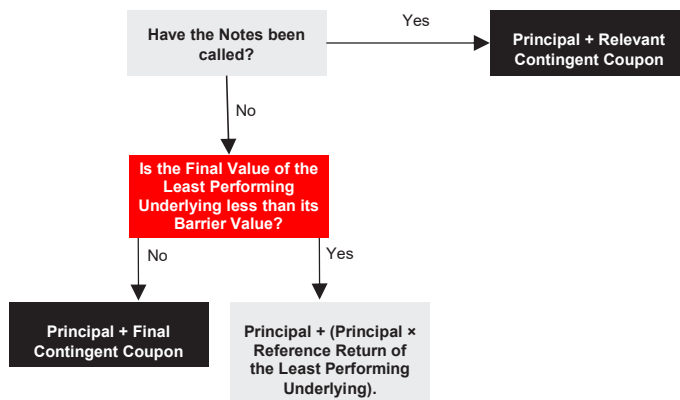 Have the Notes been
called?
Yes
Principal + Relevant
Contingent Coupon
No
Is the Final Value of the
Least Performing
Underlying less than its
Barrier Value?
No
Yes
Principal + Final
Contingent Coupon
Principal + (Principal ×
Reference Return of
the Least Performing
Underlying).